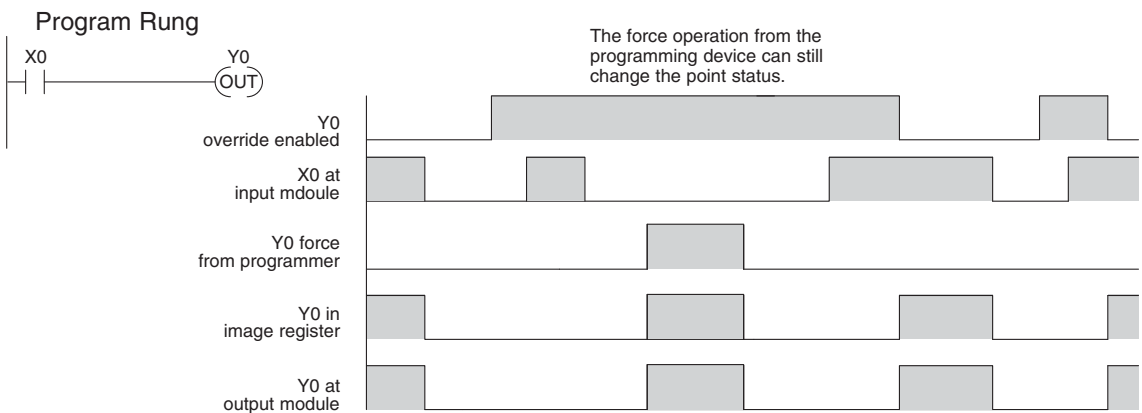 Program Rung
X0
Y0
OUT
The force operation from the
programming device can still
change the point status.
Y0
override enabled
X0 at
input mdoule
Y0 force
from programmer
Y0 in
image register
Y0 at
output module